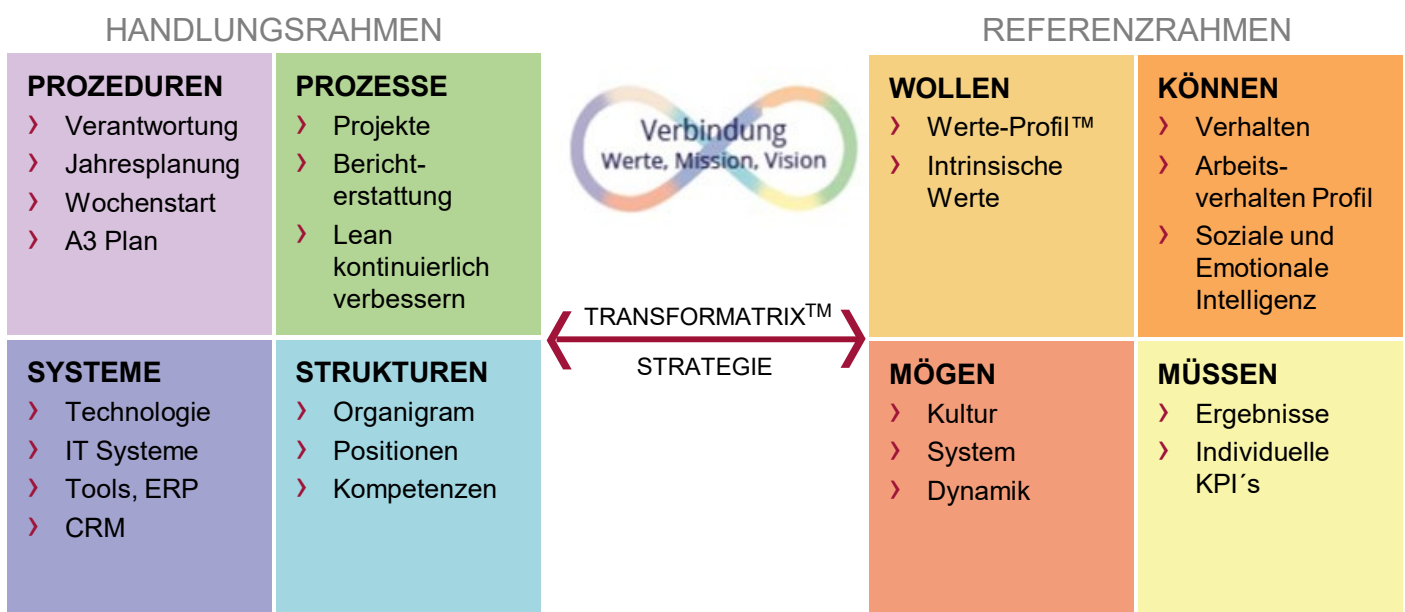 HANDLUNGSRAHMEN
PROZEDUREN
› Verantwortung
› Jahresplanung
› Wochenstart
› A3 Plan
PROZESSE
› Projekte
› Bericht-
erstattung
› Lean
kontinuierlich
verbessern
SYSTEME
› Technologie
› IT Systeme
› Tools, ERP
› CRM
STRUKTUREN
› Organigram
› Positionen
› Kompetenzen
Verbindung
Werte, Mission, Vision
TRANSFORMATRIX™
STRATEGIE
REFERENZRAHMEN
WOLLEN
› Werte-Profil™
› Intrinsische
Werte
KÖNNEN
› Verhalten
› Arbeits-
verhalten Profil
› Soziale und
Emotionale
Intelligenz
MÖGEN
› Kultur
› System
› Dynamik
MÜSSEN
› Ergebnisse
› Individuelle
KPI´s